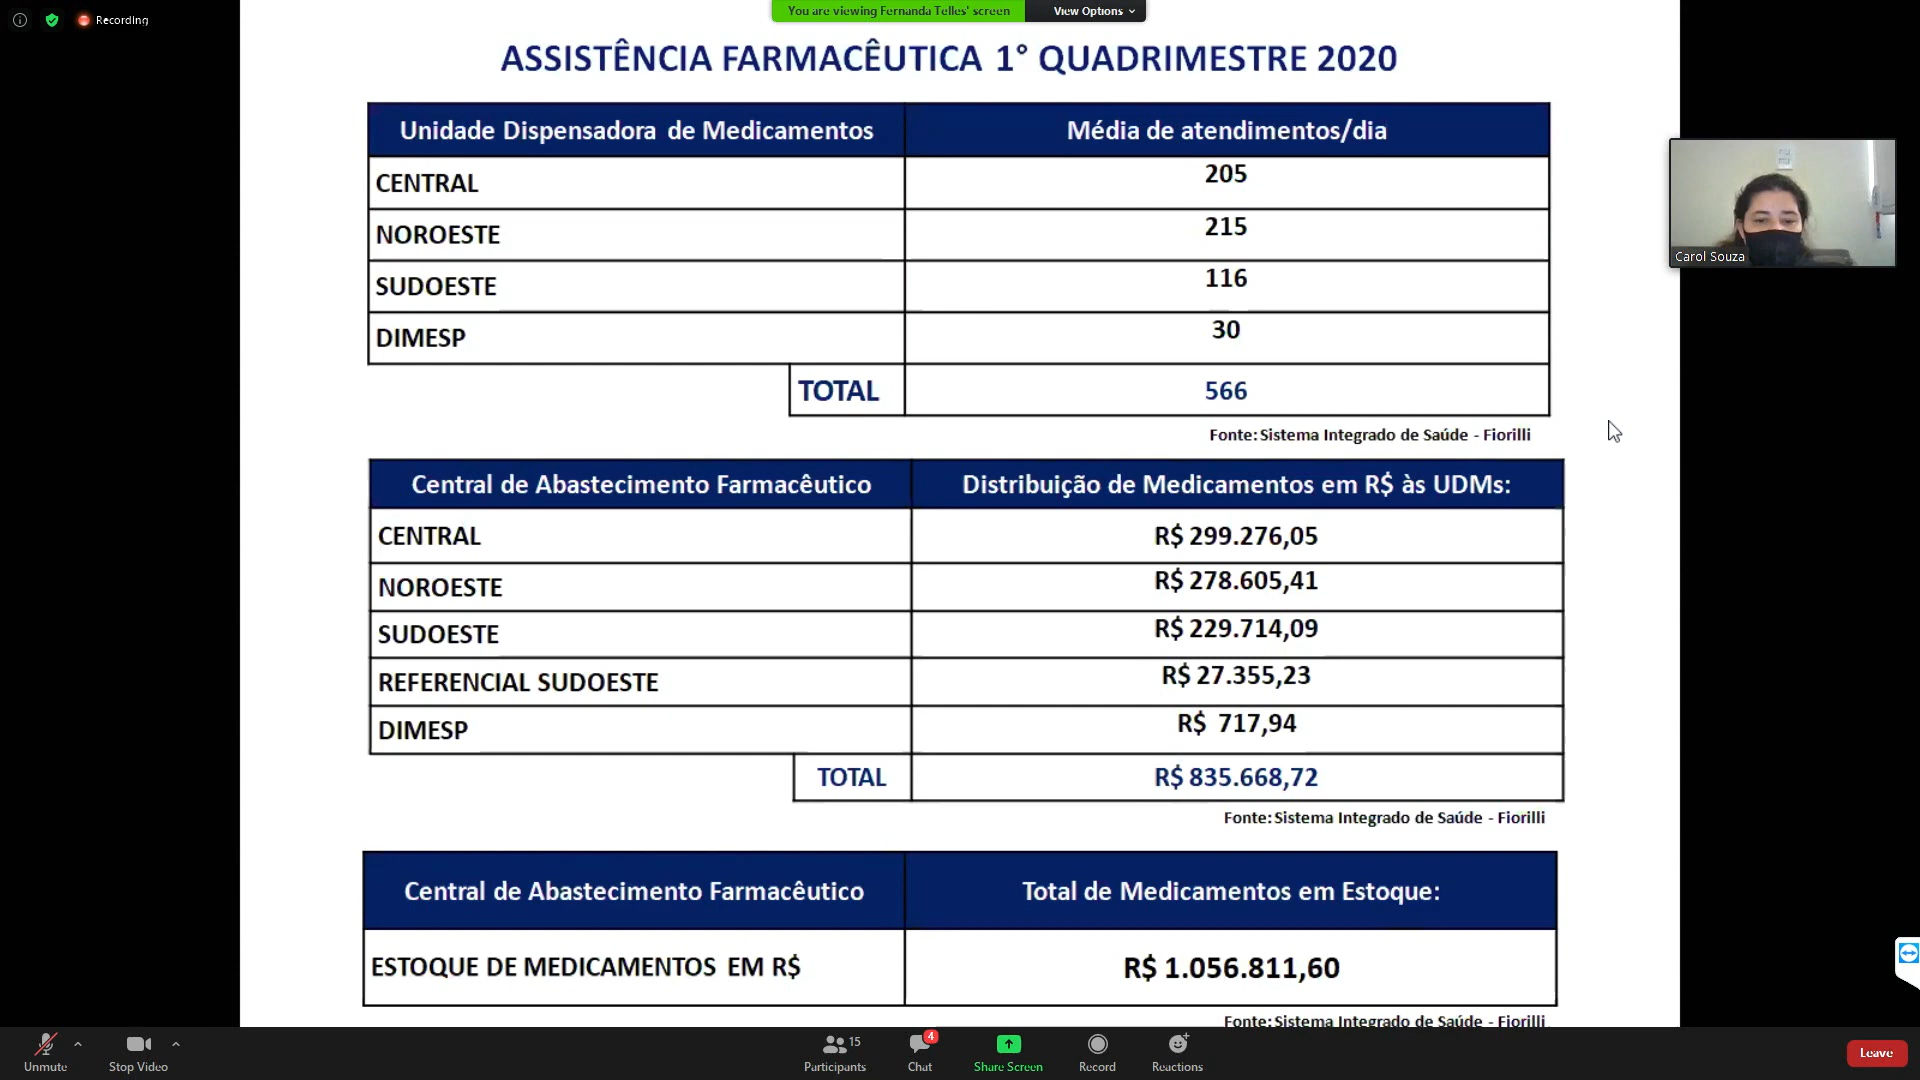 Recording
You are viewing Fernanda Telles' screen
View Options
ASSISTÊNCIA FARMACÊUTICA 1° QUADRIMESTRE 2020
Unidade Dispensadora de Medicamentos Média de atendimentos/dia
CENTRAL 205
NOROESTE 215
SUDOESTE 116
DIMESP 30
TOTAL 566
Fonte: Sistema Integrado de Saúde - Fiorilli
Carol Souza
Central de Abastecimento Farmacêutico Distribuição de Medicamentos em R$ às UDMs:
CENTRAL R$ 299.276,05
NOROESTE R$ 278.605,41
SUDOESTE R$ 229.714,09
REFERENCIAL SUDOESTE R$ 27.355,23
DIMESP R$ 717,94
TOTAL R$ 835.668,72
Fonte: Sistema Integrado de Saúde - Fiorilli
Central de Abastecimento Farmacêutico Total de Medicamentos em Estoque:
ESTOQUE DE MEDICAMENTOS EM R$ R$ 1.056.811,60
Fonte: Sistema Integrado de Saúde - Fiorilli
Unmute
Stop Video
15
Participants
4
Chat
Share Screen
Record
Reactions
Leave